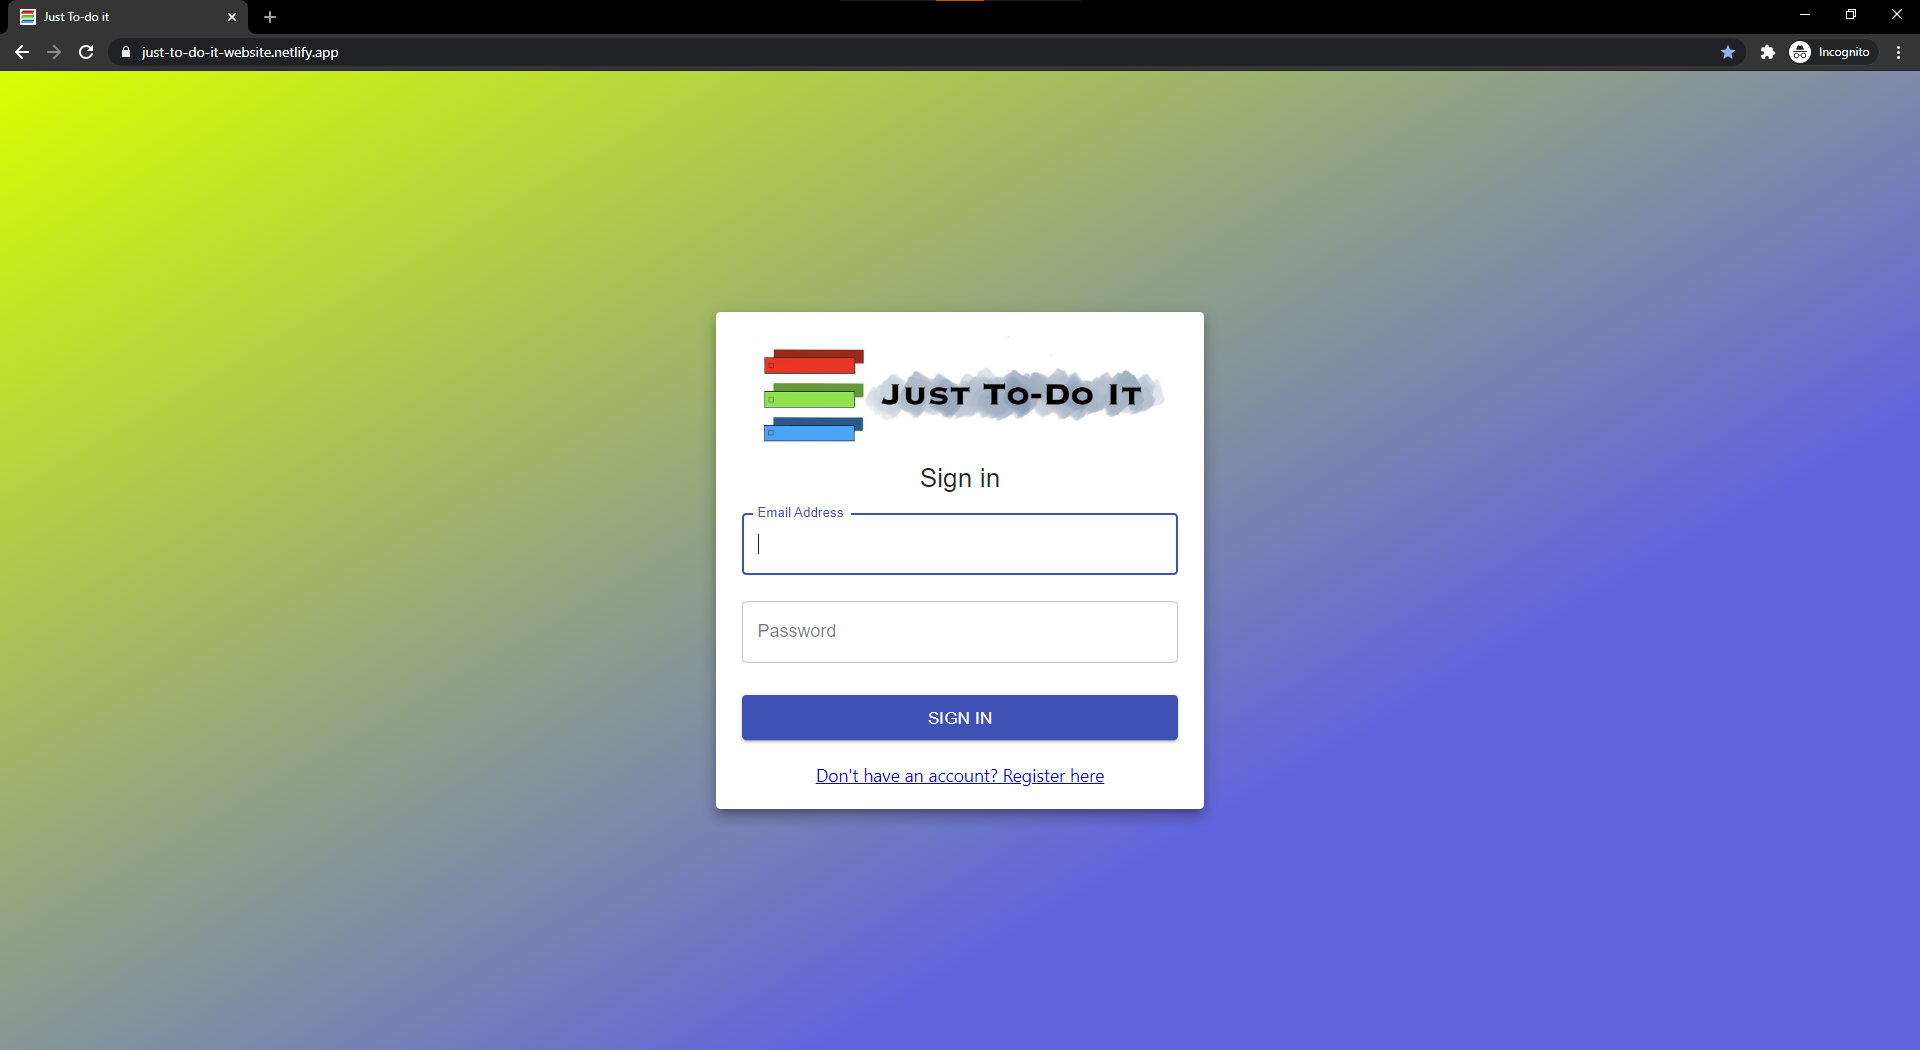 Just To-do it
just-to-do-it-website.netlify.app
Incognito
Just To-Do It
Sign in
Email Address
Password
SIGN IN
Don't have an account? Register here